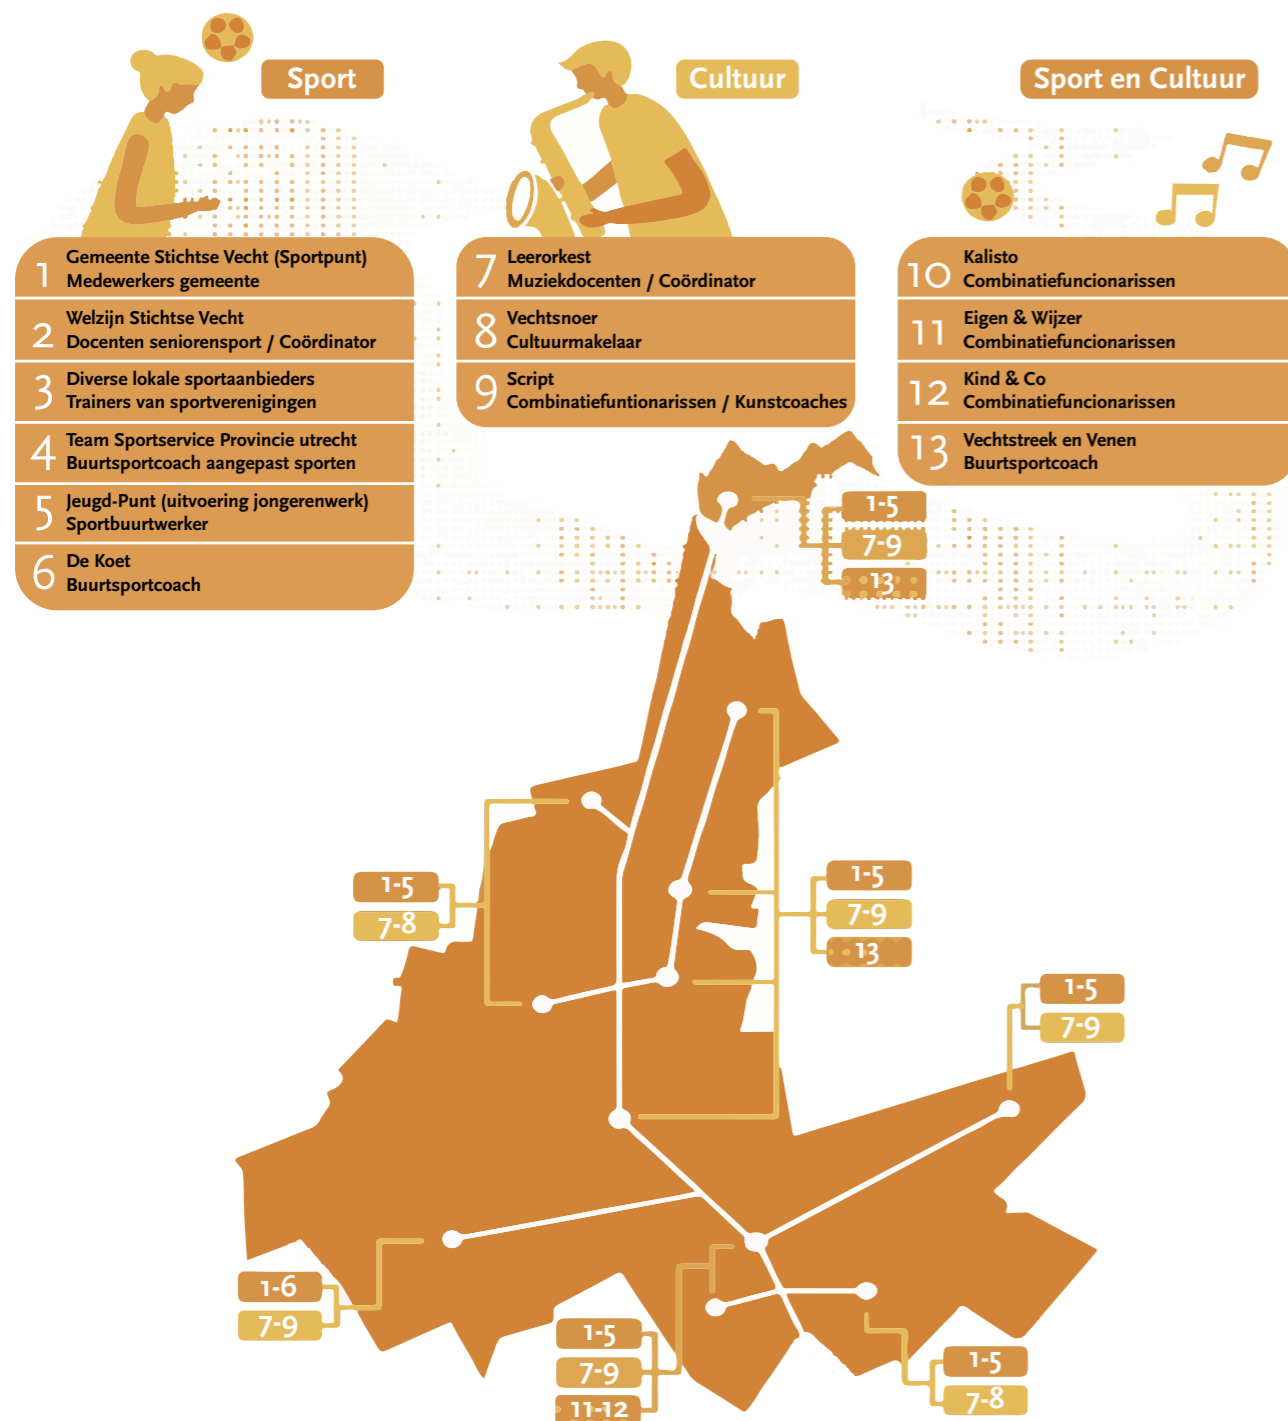 Sport
1
Gemeente Stichtse Vecht (Sportpunt)
Medewerkers gemeente
2
Welzijn Stichtse Vecht
Docenten seniorensport / Coördinator
3
Diverse lokale sportaanbieders
Trainers van sportverenigingen
4
Team Sportservice Provincie utrecht
Buurtsportcoach aangepast sporten
5
Jeugd-Punt (uitvoering jongerenwerk)
Sportbuurtwerker
6
De Koet
Buurtsportcoach
Cultuur
7
Leerorkest
Muziekdocenten / Coördinator
8
Vechtsnoer
Cultuurmakelaar
9
Script
Combinatiefuntionarissen / Kunstcoaches
Sport en Cultuur
10
Kalisto
Combinatiefuncionarissen
11
Eigen & Wijzer
Combinatiefuncionarissen
12
Kind & Co
Combinatiefuncionarissen
13
Vechtstreek en Venen
Buurtsportcoach
1-5
7-9
13
1-5
7-8
1-5
7-9
13
1-5
7-9
1-6
7-9
1-5
7-9
11-12
1-5
7-8